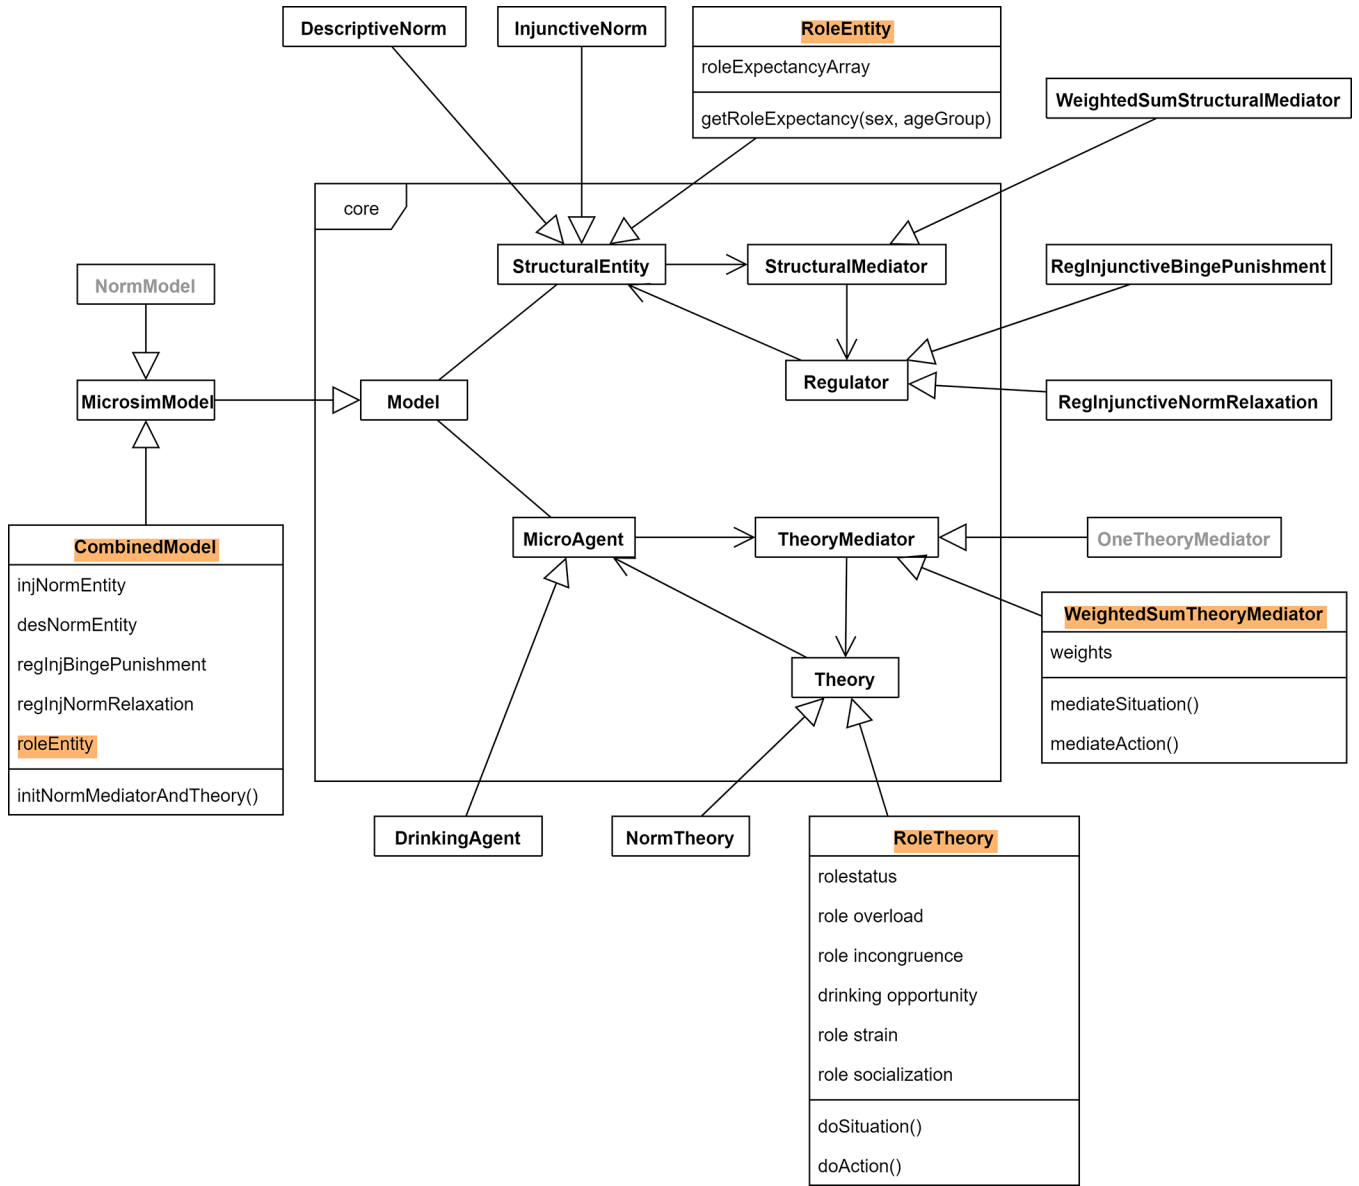 DescriptiveNorm
InjunctiveNorm
RoleEntity
roleExpectancyArray
getRoleExpectancy(sex, ageGroup)
WeightedSumStructuralMediator
core
StructuralEntity
StructuralMediator
RegInjunctiveBingePunishment
NormModel
MicrosimModel
Model
Regulator
RegInjunctiveNormRelaxation
CombinedModel
injNormEntity
desNormEntity
regInjBingePunishment
regInjNormRelaxation
roleEntity
initNormMediatorAndTheory()
MicroAgent
TheoryMediator
OneTheoryMediator
WeightedSumTheoryMediator
weights
mediateSituation()
mediateAction()
Theory
DrinkingAgent
NormTheory
RoleTheory
rolestatus
role overload
role incongruence
drinking opportunity
role strain
role socialization
doSituation()
doAction()